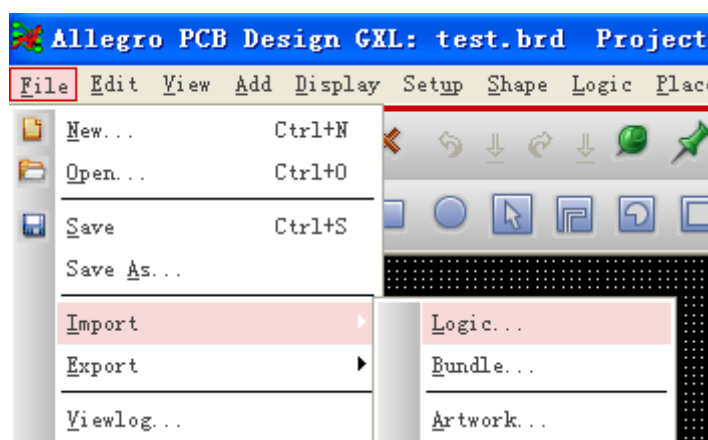 Allegro PCB Design GXL: test.brd Project
File Edit View Add Display Setup Shape Logic Plac
New... Ctrl+N
Open... Ctrl+O
Save Ctrl+S
Save As...
Import
Logic...
Export
Bundle...
Viewlog...
Artwork...